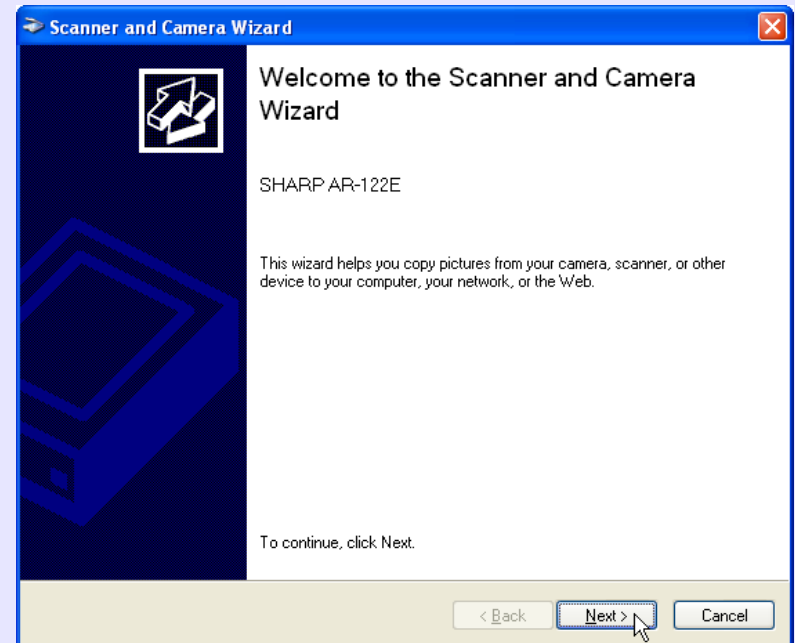 Scanner and Camera Wizard
Welcome to the Scanner and Camera
Wizard
SHARP AR-122E
This wizard helps you copy pictures from your camera, scanner, or other
device to your computer, your network, or the Web.
To continue, click Next.
< Back Next > Cancel